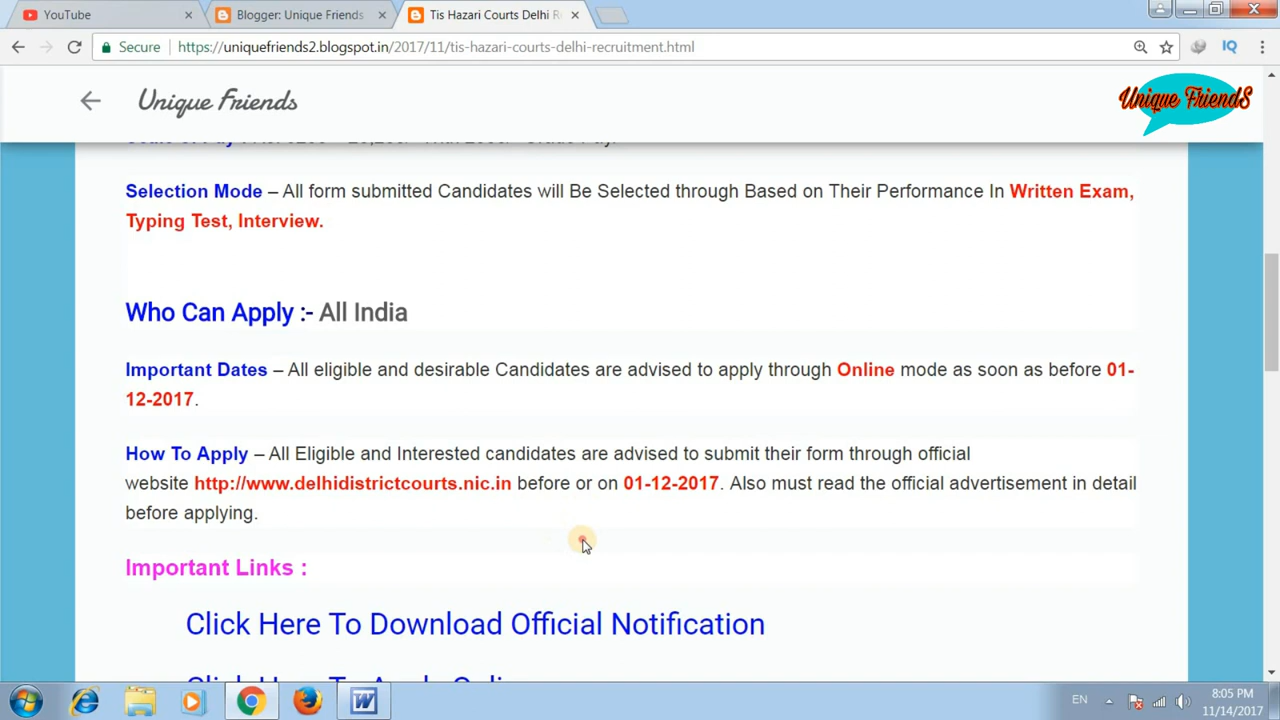 YouTube
Blogger: Unique Friends
Tis Hazari Courts Delhi R
Secure
https://uniquefriends2.blogspot.in/2017/11/tis-hazari-courts-delhi-recruitment.html
IQ
Unique Friends
Unique FriendS
Selection Mode – All form submitted Candidates will Be Selected through Based on Their Performance In Written Exam,
Typing Test, Interview.
Who Can Apply :- All India
Important Dates – All eligible and desirable Candidates are advised to apply through Online mode as soon as before 01-
12-2017.
How To Apply – All Eligible and Interested candidates are advised to submit their form through official
website http://www.delhidistrictcourts.nic.in before or on 01-12-2017. Also must read the official advertisement in detail
before applying.
Important Links :
Click Here To Download Official Notification
Click Here To Apply Onli
EN
8:05 PM
11/14/2017